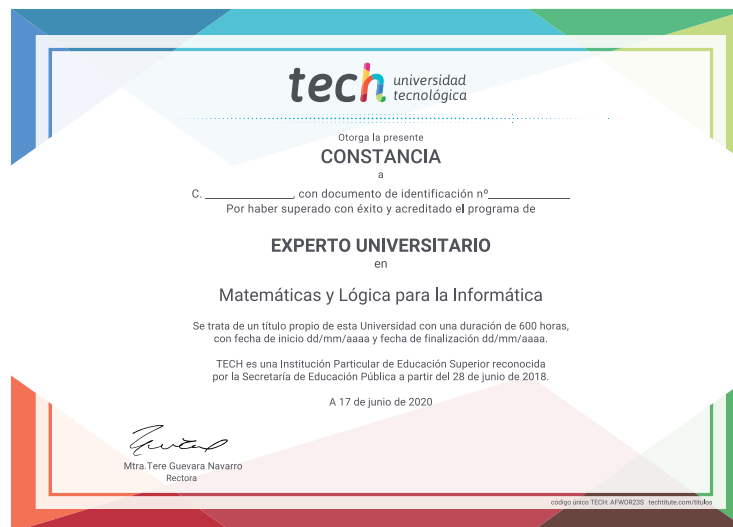 tech universidad
tecnológica
Otorga la presente
CONSTANCIA
a
C. ______________, con documento de identificación nº_____________
Por haber superado con éxito y acreditado el programa de
EXPERTO UNIVERSITARIO
en
Matemáticas y Lógica para la Informática
Se trata de un título propio de esta Universidad con una duración de 600 horas,
con fecha de inicio dd/mm/aaaa y fecha de finalización dd/mm/aaaa.
TECH es una Institución Particular de Educación Superior reconocida
por la Secretaría de Educación Pública a partir del 28 de junio de 2018.
A 17 de junio de 2020
Mtra.Tere Guevara Navarro
Rectora
código único TECH: AFWOR23S techtitute.com/titulos